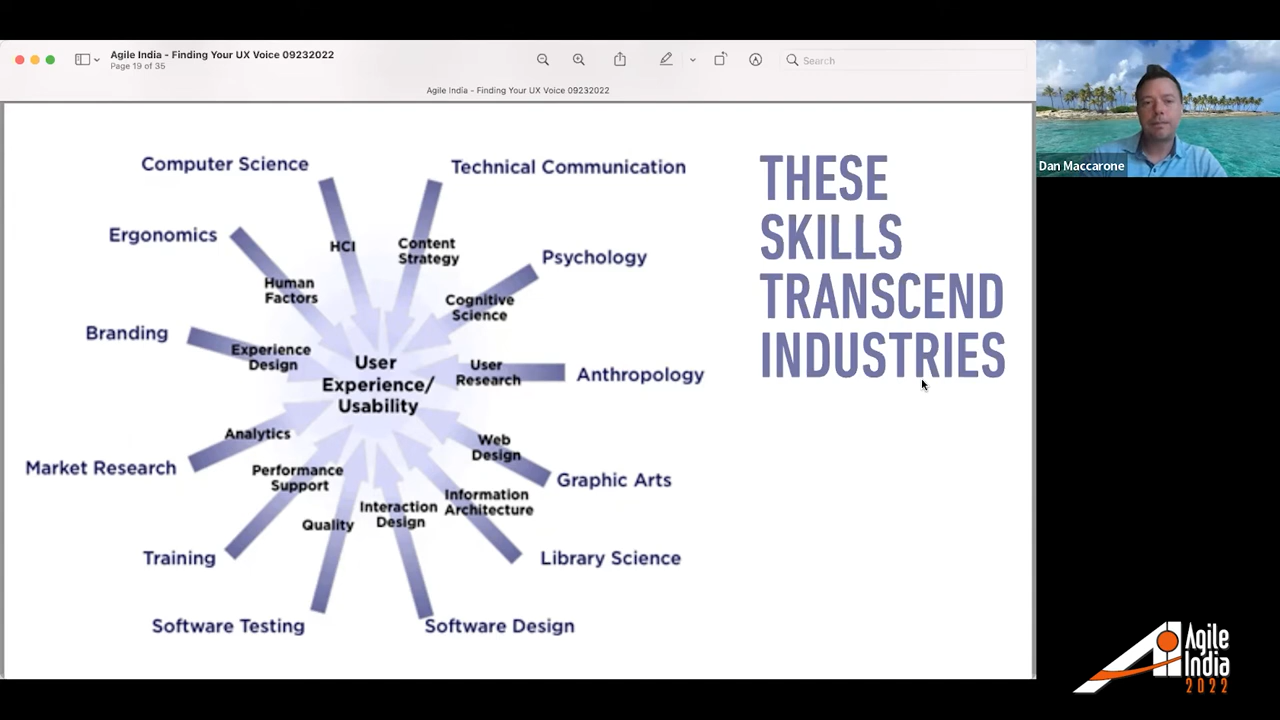 Agile India - Finding Your UX Voice 09232022
Page 19 of 35
Search
Agile India - Finding Your UX Voice 09232022
Dan Maccarone
THESE
SKILLS
TRANSCEND
INDUSTRIES
Computer Science
Technical Communication
Ergonomics
HCI
Content
Strategy
Psychology
Human
Factors
Cognitive
Science
Branding
Experience
Design
User
Experience/
Usability
User
Research
Anthropology
Market Research
Analytics
Web
Design
Graphic Arts
Performance
Support
Information
Architecture
Quality
Interaction
Design
Training
Library Science
Software Testing
Software Design
Agile
India
2022